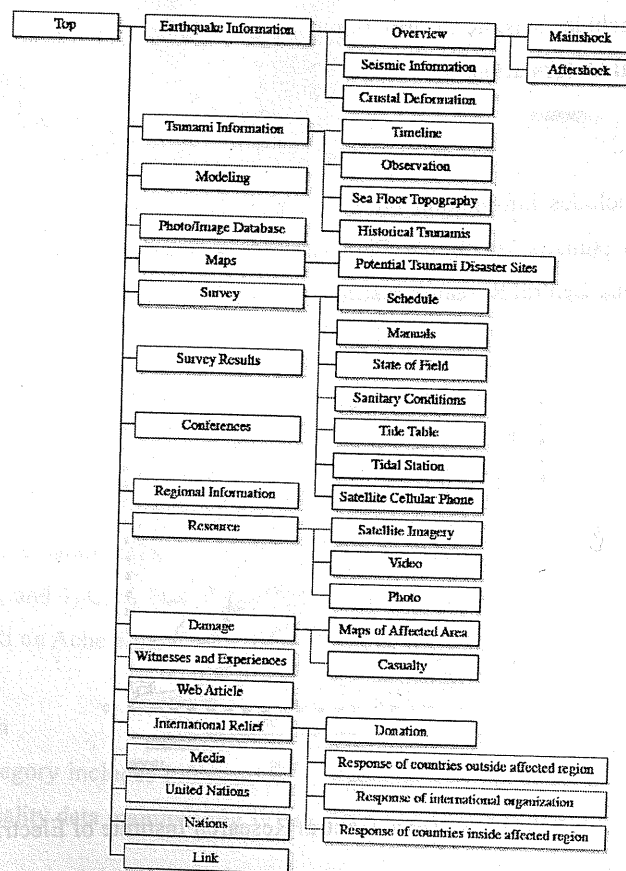 Top
Earthquake Information
Overview
Mainshock
Aftershock
Seismic Information
Crustal Deformation
Tsunami Information
Timeline
Observation
Sea Floor Topography
Historical Tsunamis
Modeling
Photo/Image Database
Maps
Potential Tsunami Disaster Sites
Survey
Schedule
Manuals
State of Field
Sanitary Conditions
Tide Table
Tidal Station
Satellite Cellular Phone
Survey Results
Conferences
Regional Information
Resource
Satellite Imagery
Video
Photo
Damage
Maps of Affected Area
Casualty
Witnesses and Experiences
Web Article
International Relief
Donation
Response of countries outside affected region
Response of international organization
Response of countries inside affected region
Media
United Nations
Nations
Link